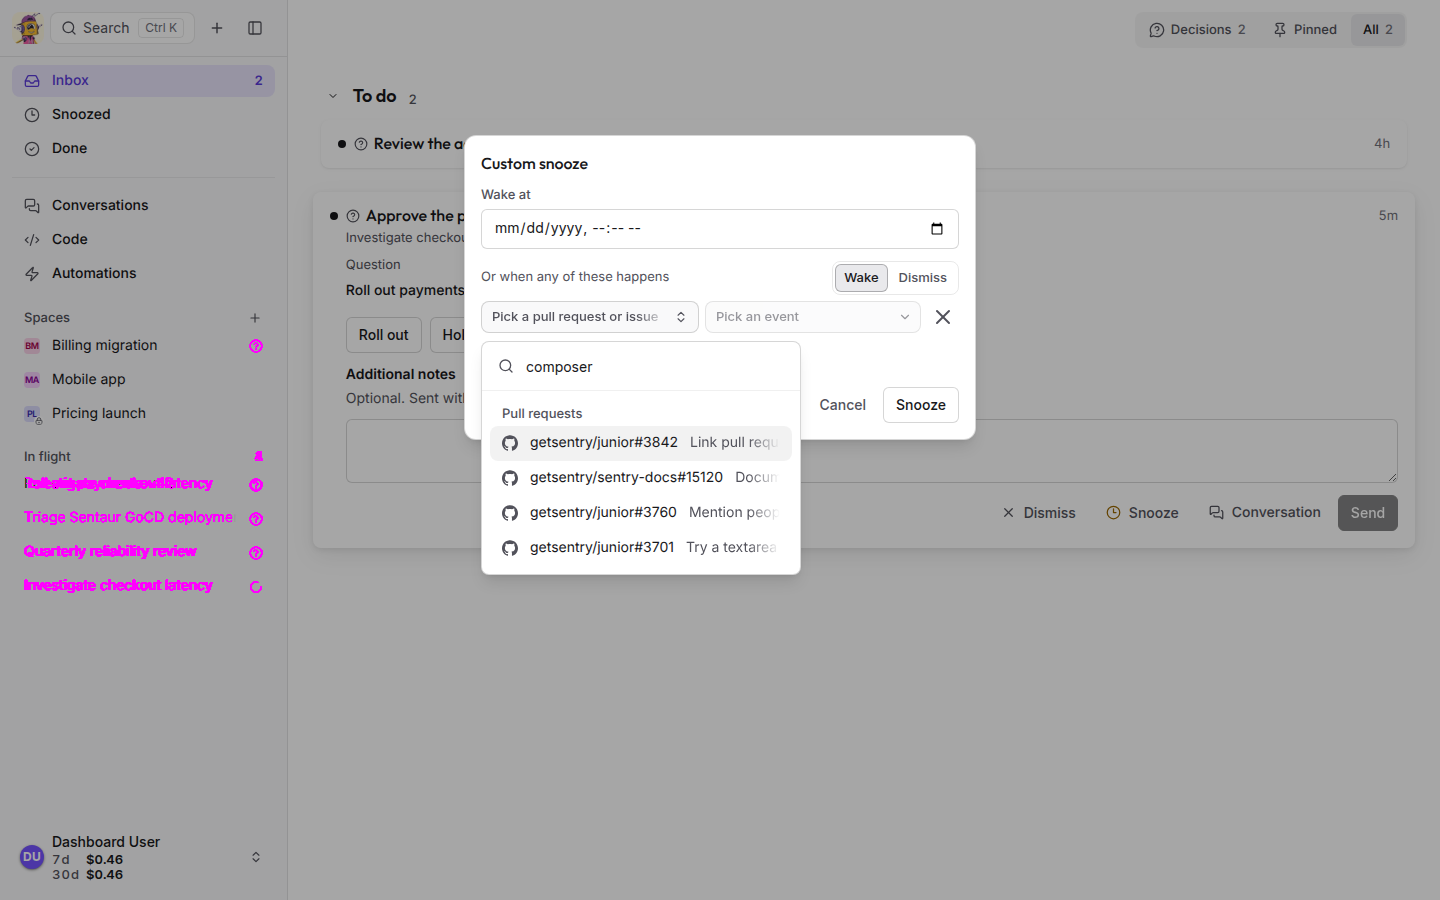 Search Ctrl K
Inbox 2
Snoozed
Done
Conversations
Code
Automations
Spaces
BM Billing migration
MA Mobile app
PL Pricing launch
In flight
Triage Sentaur GoCD deployme
Quarterly reliability review
Investigate checkout latency
DU Dashboard User
7d $0.46
30d $0.46
Decisions 2 Pinned All 2
To do 2
Review the a 4h
Approve the p 5m
Investigate checkou
Question
Roll out payments
Roll out Hol
Additional notes
Optional. Sent wit
Dismiss Snooze Conversation Send
Custom snooze
Wake at
mm/dd/yyyy, --:-- --
Or when any of these happens Wake Dismiss
Pick a pull request or issue Pick an event
composer
Pull requests
getsentry/junior#3842 Link pull requ
getsentry/sentry-docs#15120 Docum
getsentry/junior#3760 Mention peop
getsentry/junior#3701 Try a textarea
Cancel Snooze